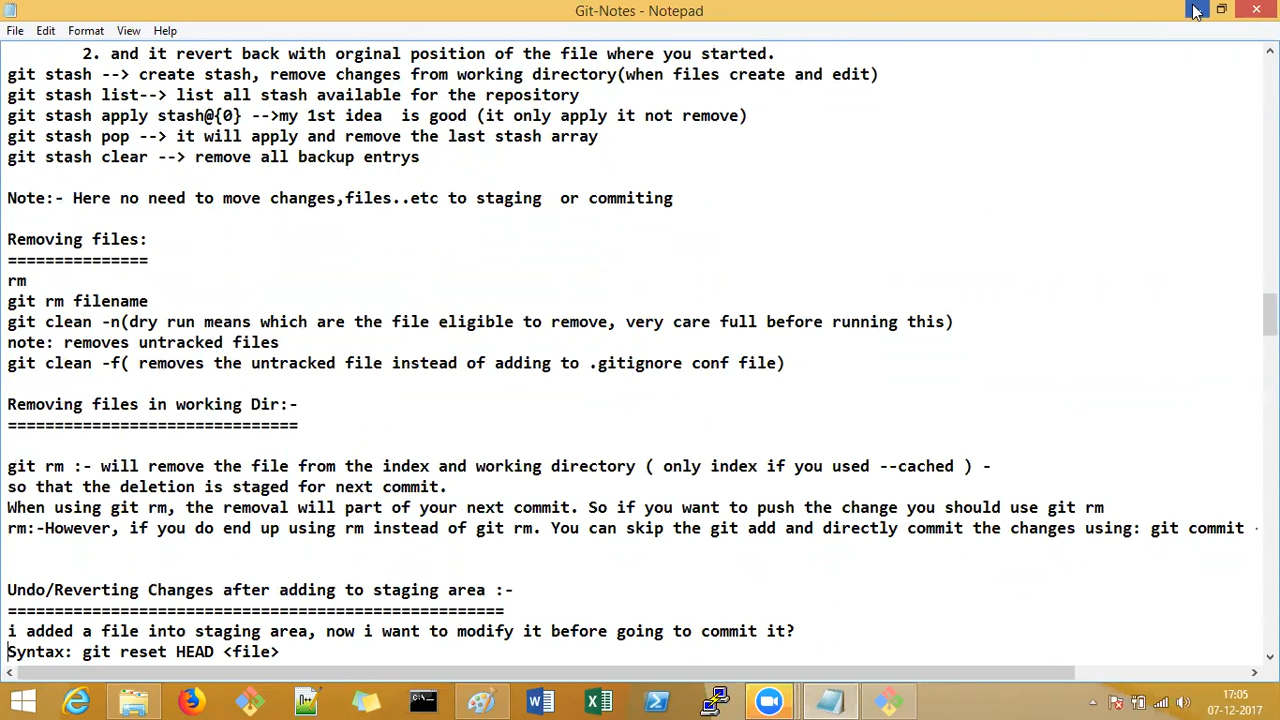 Git-Notes - Notepad
File Edit Format View Help
2. and it revert back with orginal position of the file where you started.
git stash --> create stash, remove changes from working directory(when files create and edit)
git stash list--> list all stash available for the repository
git stash apply stash@{0} -->my 1st idea  is good (it only apply it not remove)
git stash pop --> it will apply and remove the last stash array
git stash clear --> remove all backup entrys
Note:- Here no need to move changes,files..etc to staging  or commiting
Removing files:
===============
rm
git rm filename
git clean -n(dry run means which are the file eligible to remove, very care full before running this)
note: removes untracked files
git clean -f( removes the untracked file instead of adding to .gitignore conf file)
Removing files in working Dir:-
===============================
git rm :- will remove the file from the index and working directory ( only index if you used --cached ) -
so that the deletion is staged for next commit.
When using git rm, the removal will part of your next commit. So if you want to push the change you should use git rm
rm:-However, if you do end up using rm instead of git rm. You can skip the git add and directly commit the changes using: git commit -
Undo/Reverting Changes after adding to staging area :-
=====================================================
i added a file into staging area, now i want to modify it before going to commit it?
Syntax: git reset HEAD <file>
17:05
07-12-2017